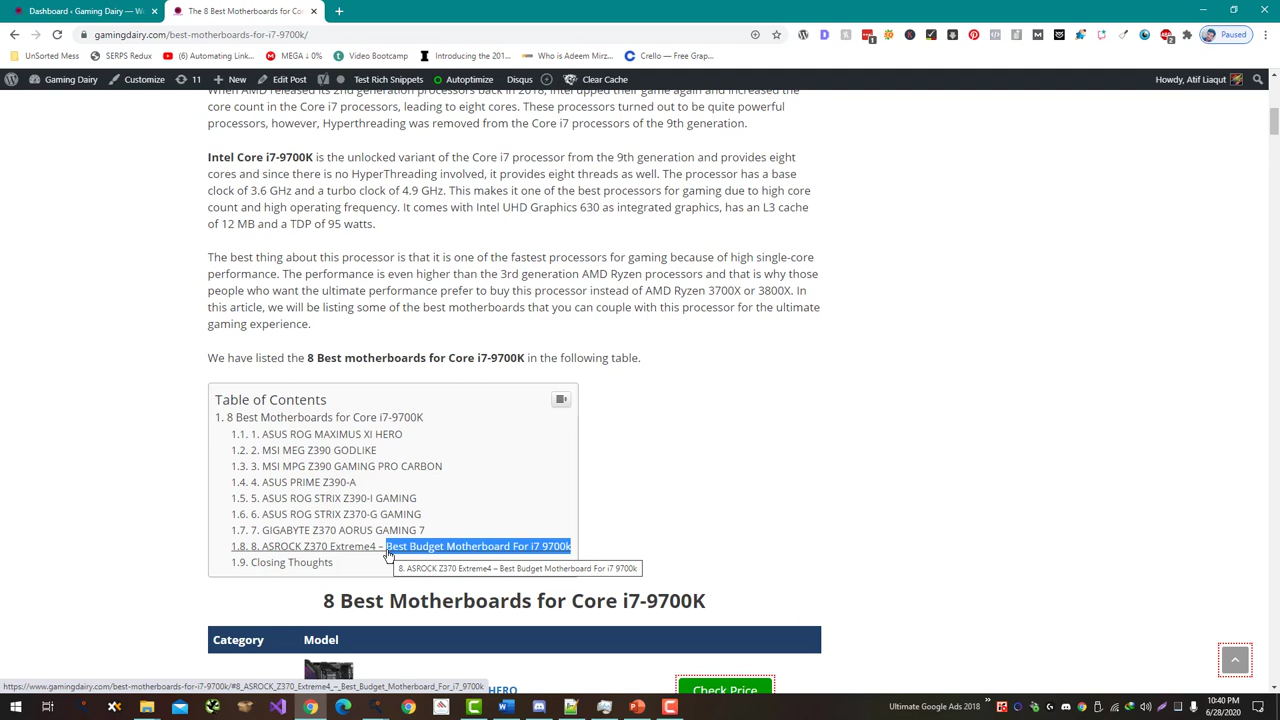 Dashboard ‹ Gaming Dairy — Wo
The 8 Best Motherboards for Cor
gamingdairy.com/best-motherboards-for-i7-9700k/
Paused
UnSorted Mess
SERPS Redux
(6) Automating Link...
MEGA ↓ 0%
Video Bootcamp
Introducing the 201...
Who is Adeem Mirz...
Crello — Free Grap...
Gaming Dairy
Customize
11
New
Edit Post
Test Rich Snippets
Autoptimize
Disqus
Clear Cache
Howdy, Atif Liaqut
When AMD released its 2nd generation processors back in 2018, Intel upped their game again and increased the
core count in the Core i7 processors, leading to eight cores. These processors turned out to be quite powerful
processors, however, Hyperthreading was removed from the Core i7 processors of the 9th generation.
Intel Core i7-9700K is the unlocked variant of the Core i7 processor from the 9th generation and provides eight
cores and since there is no HyperThreading involved, it provides eight threads as well. The processor has a base
clock of 3.6 GHz and a turbo clock of 4.9 GHz. This makes it one of the best processors for gaming due to high core
count and high operating frequency. It comes with Intel UHD Graphics 630 as integrated graphics, has an L3 cache
of 12 MB and a TDP of 95 watts.
The best thing about this processor is that it is one of the fastest processors for gaming because of high single-core
performance. The performance is even higher than the 3rd generation AMD Ryzen processors and that is why those
people who want the ultimate performance prefer to buy this processor instead of AMD Ryzen 3700X or 3800X. In
this article, we will be listing some of the best motherboards that you can couple with this processor for the ultimate
gaming experience.
We have listed the 8 Best motherboards for Core i7-9700K in the following table.
Table of Contents
1. 8 Best Motherboards for Core i7-9700K
1.1. 1. ASUS ROG MAXIMUS XI HERO
1.2. 2. MSI MEG Z390 GODLIKE
1.3. 3. MSI MPG Z390 GAMING PRO CARBON
1.4. 4. ASUS PRIME Z390-A
1.5. 5. ASUS ROG STRIX Z390-I GAMING
1.6. 6. ASUS ROG STRIX Z370-G GAMING
1.7. 7. GIGABYTE Z370 AORUS GAMING 7
1.8. 8. ASROCK Z370 Extreme4 – Best Budget Motherboard For i7 9700k
8. ASROCK Z370 Extreme4 – Best Budget Motherboard For i7 9700k
1.9. Closing Thoughts
8 Best Motherboards for Core i7-9700K
Category Model
HERO
Check Price
https://www.gamingdairy.com/best-motherboards-for-i7-9700k/#8_ASROCK_Z370_Extreme4_–_Best_Budget_Motherboard_For_i7_9700k
Ultimate Google Ads 2018
10:40 PM
6/28/2020